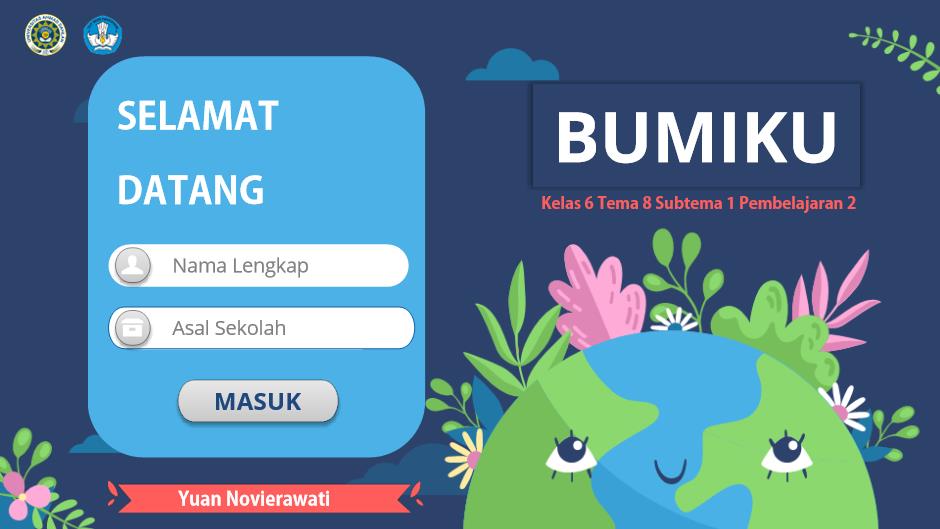 SELAMAT
DATANG
Nama Lengkap
Asal Sekolah
MASUK
Yuan Novierawati
BUMIKU
Kelas 6 Tema 8 Subtema 1 Pembelajaran 2